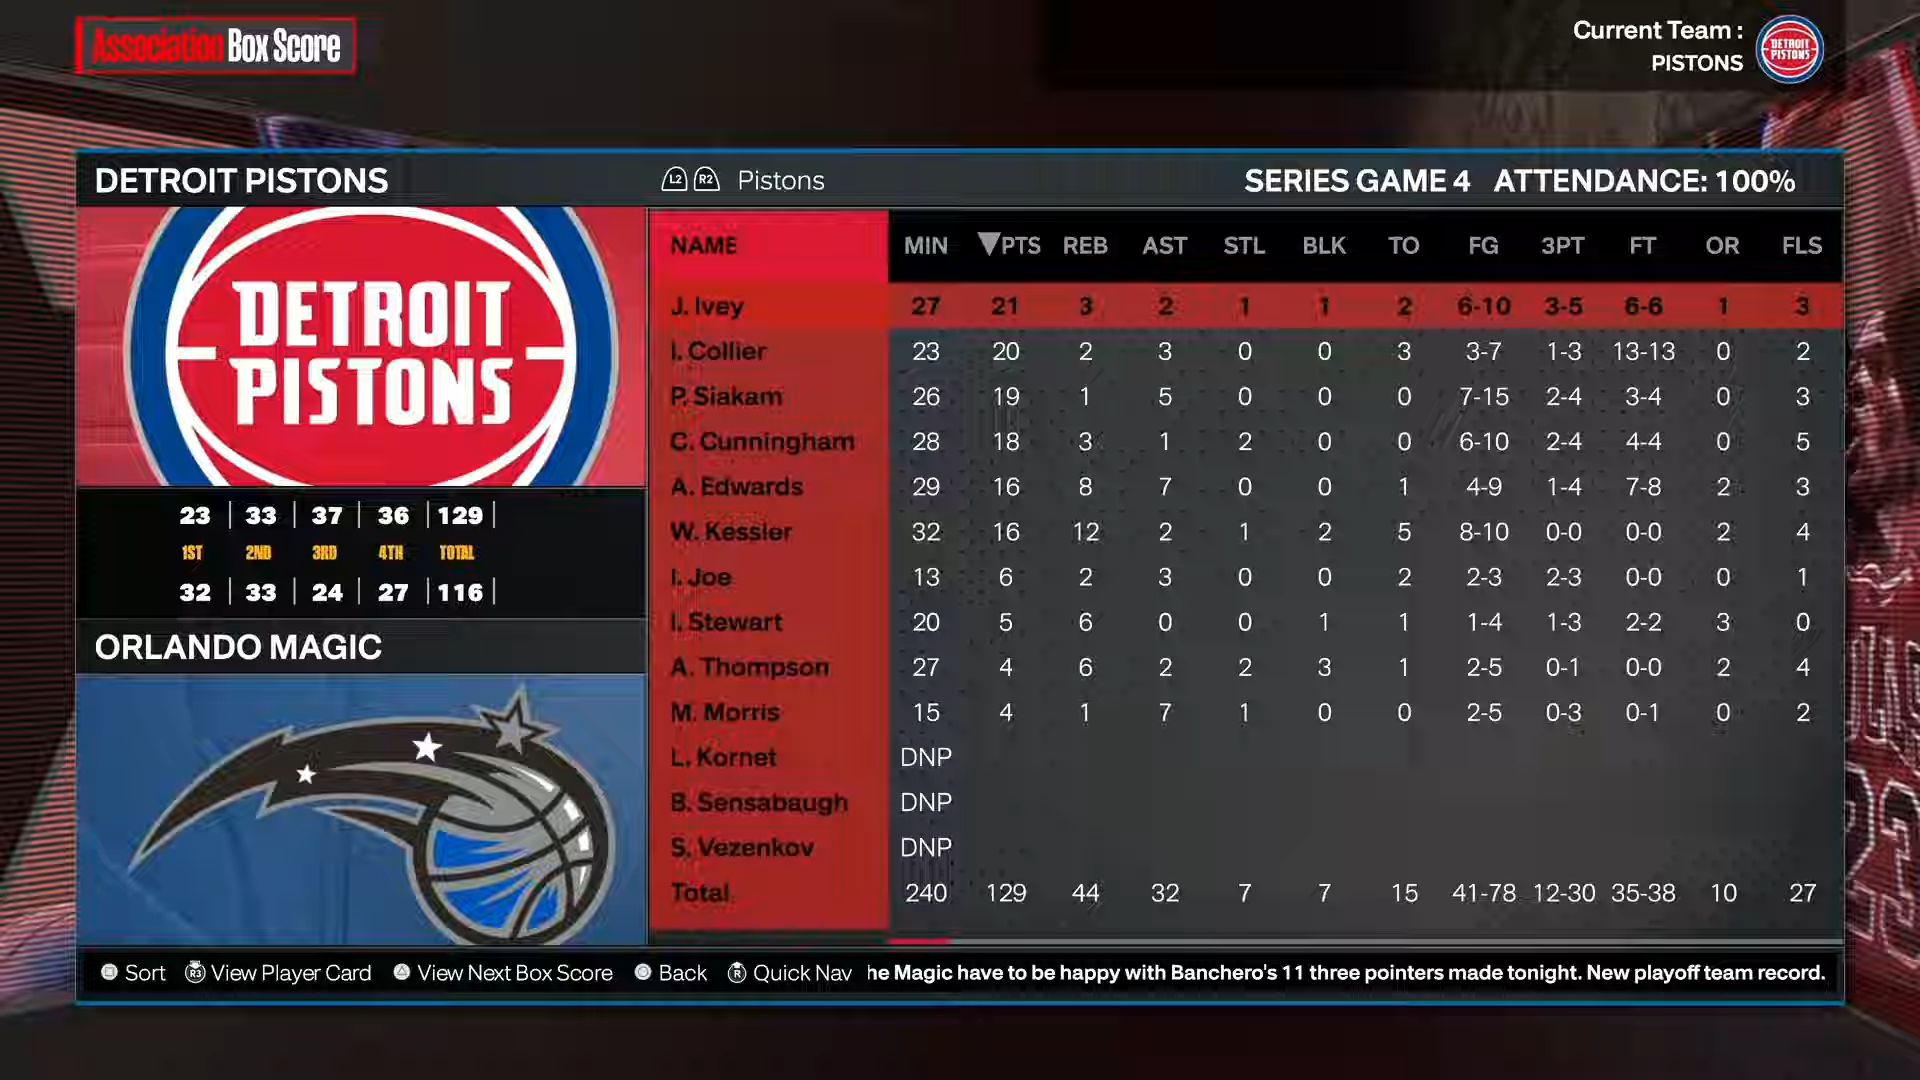 Association Box Score
Current Team :
PISTONS
DETROIT PISTONS
DETROIT PISTONS
L2 R2 Pistons
SERIES GAME 4 ATTENDANCE: 100%
DETROIT
PISTONS
23 33 37 36 129
1ST 2ND 3RD 4TH TOTAL
32 33 24 27 116
ORLANDO MAGIC
NAME MIN PTS REB AST STL BLK TO FG 3PT FT OR FLS
J. Ivey 27 21 3 2 1 1 2 6-10 3-5 6-6 1 3
I. Collier 23 20 2 3 0 0 3 3-7 1-3 13-13 0 2
P. Siakam 26 19 1 5 0 0 0 7-15 2-4 3-4 0 3
C. Cunningham 28 18 3 1 2 0 0 6-10 2-4 4-4 0 5
A. Edwards 29 16 8 7 0 0 1 4-9 1-4 7-8 2 3
W. Kessler 32 16 12 2 1 2 5 8-10 0-0 0-0 2 4
I. Joe 13 6 2 3 0 0 2 2-3 2-3 0-0 0 1
I. Stewart 20 5 6 0 0 1 1 1-4 1-3 2-2 3 0
A. Thompson 27 4 6 2 2 3 1 2-5 0-1 0-0 2 4
M. Morris 15 4 1 7 1 0 0 2-5 0-3 0-1 0 2
L. Kornet DNP
B. Sensabaugh DNP
S. Vezenkov DNP
Total 240 129 44 32 7 7 15 41-78 12-30 35-38 10 27
Sort R3 View Player Card View Next Box Score Back R Quick Nav he Magic have to be happy with Banchero's 11 three pointers made tonight. New playoff team record.